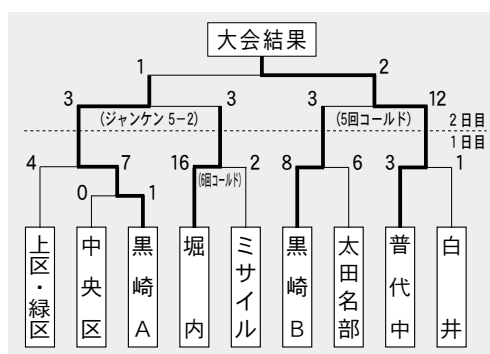 大会結果
1 2
3 3 3 12
(ジャンケン 5−2) (5回コールド)
2日目
1日目
4 7 16 2 8 6 3 1
(6回コールド)
0 1
上区・緑区
中央区
黒崎A
堀内
ミサイル
黒崎B
太田名部
普代中
白井